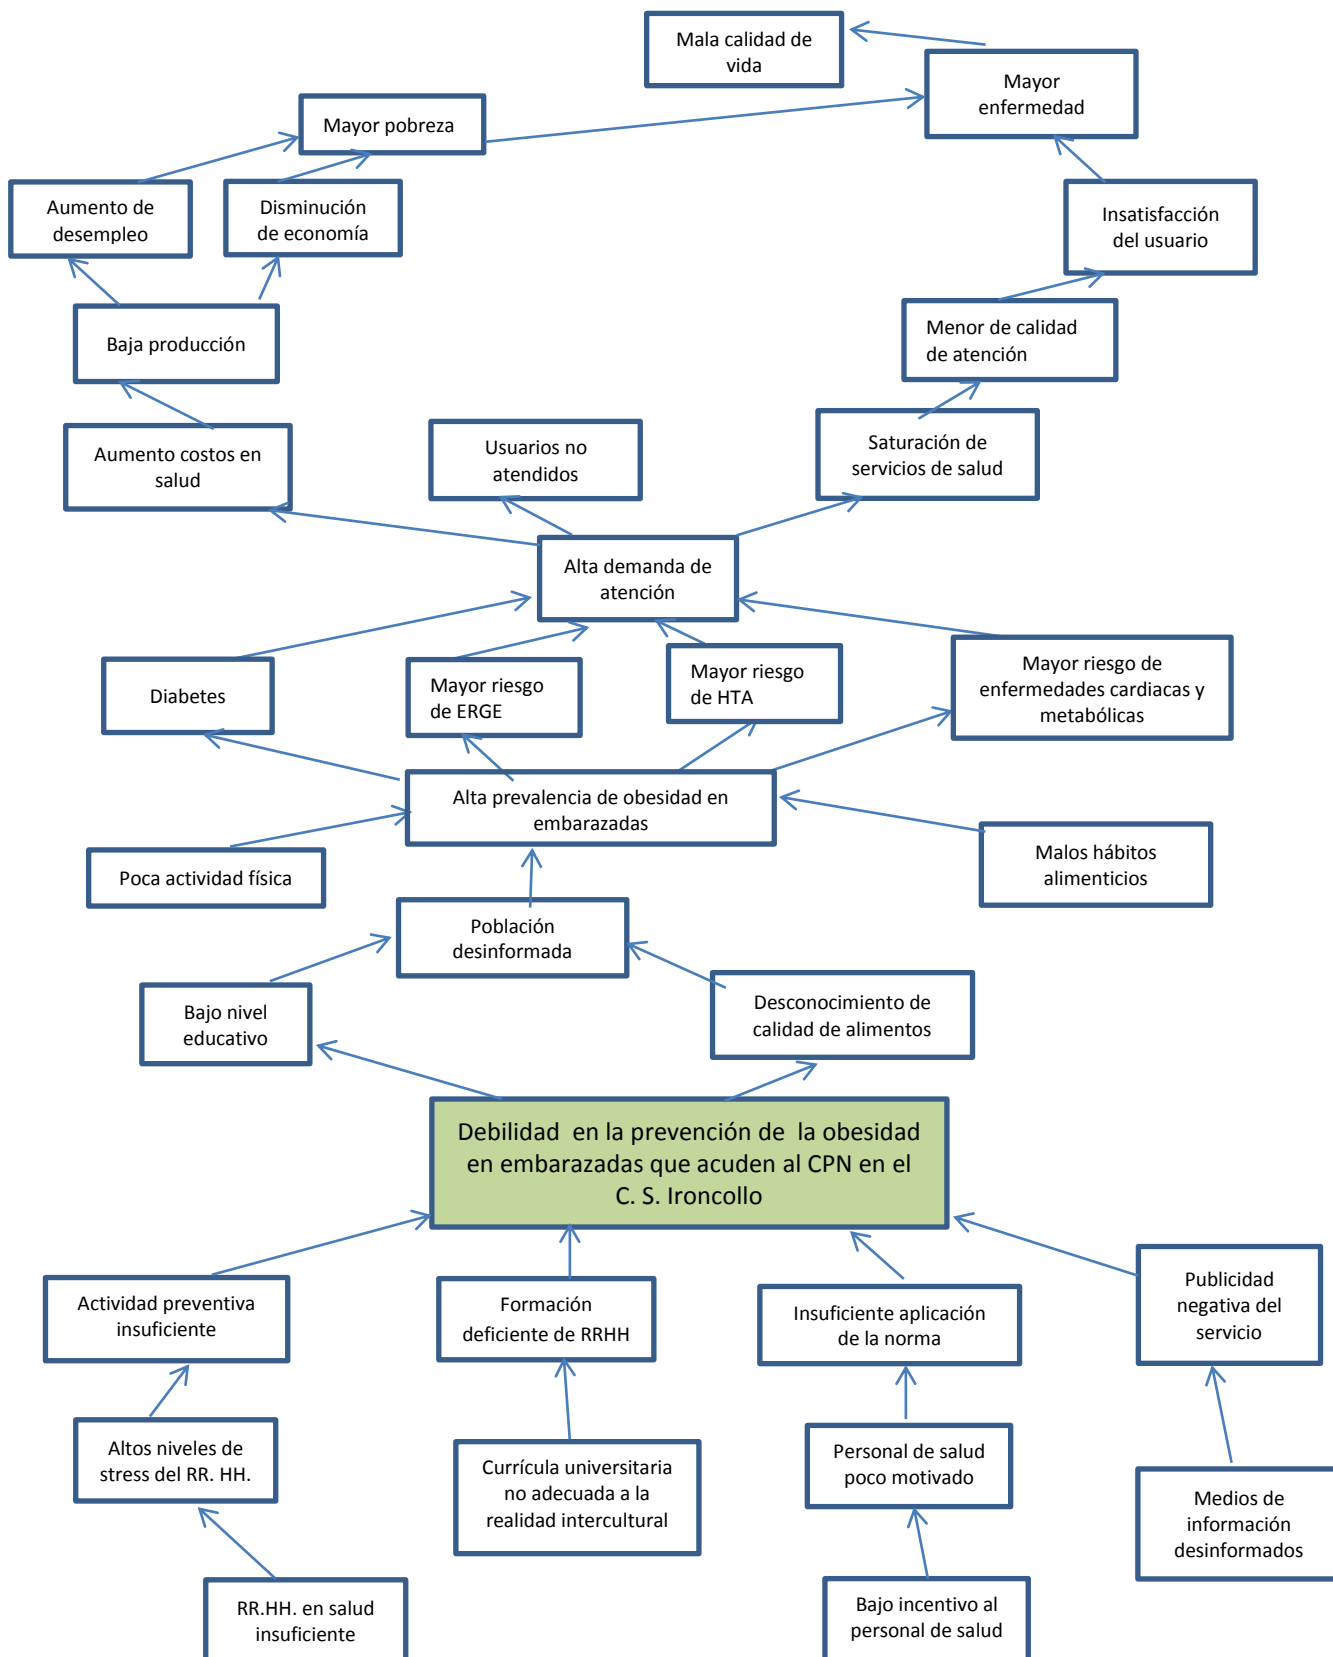 Mala calidad de
vida
Mayor
enfermedad
Mayor pobreza
Aumento de
desempleo
Disminución
de economía
Insatisfacción
del usuario
Baja producción
Menor de calidad
de atención
Aumento costos en
salud
Usuarios no
atendidos
Saturación de
servicios de salud
Alta demanda de
atención
Diabetes
Mayor riesgo
de ERGE
Mayor riesgo
de HTA
Mayor riesgo de
enfermedades cardiacas y
metabólicas
Alta prevalencia de obesidad en
embarazadas
Poca actividad física
Malos hábitos
alimenticios
Población
desinformada
Bajo nivel
educativo
Desconocimiento de
calidad de alimentos
Debilidad en la prevención de la obesidad
en embarazadas que acuden al CPN en el
C. S. Ironcollo
Actividad preventiva
insuficiente
Formación
deficiente de RRHH
Insuficiente aplicación
de la norma
Publicidad
negativa del
servicio
Altos niveles de
stress del RR. HH.
Currícula universitaria
no adecuada a la
realidad intercultural
Personal de salud
poco motivado
Medios de
información
desinformados
RR.HH. en salud
insuficiente
Bajo incentivo al
personal de salud